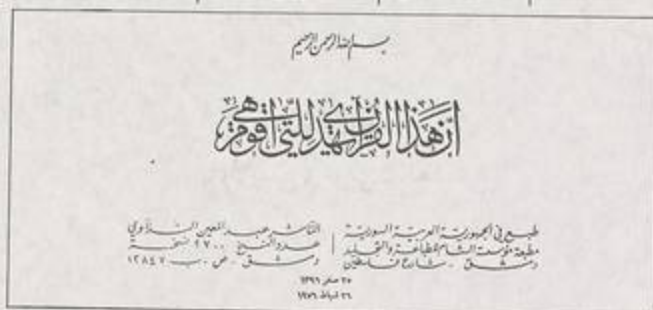 بسم الله الرحمن الرحيم
إن هذا القرآن يهدي للتي هي أقوم
طبع في الجمهورية العربية السورية
مطبعة مؤسسة الشام للطباعة والتجليد
دمشق - شارع فلسطين
الناشر عبد المعين
عدد النسخ ٢٧٠٠ نسخة
دمشق - ص . ب ١٢٨٤٧
٢٥ صفر ١٣٩٦
٢٦ شباط ١٩٧٦